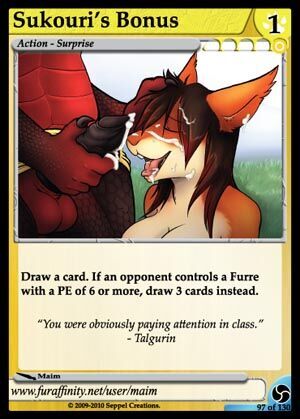 Sukouri's Bonus
1
Action - Surprise
Draw a card. If an opponent controls a Furre
with a PE of 6 or more, draw 3 cards instead.
"You were obviously paying attention in class."
- Talgurin
Maim
www.furaffinity.net/user/maim
© 2009-2010 Seppel Creations.
97 of 130